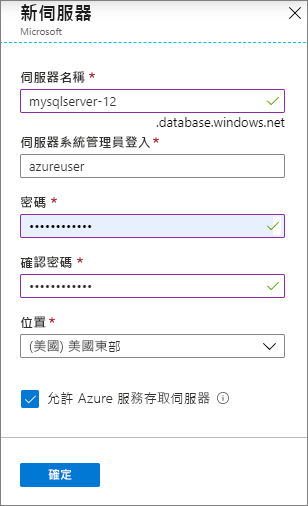 新伺服器
Microsoft
伺服器名稱 *
mysqlserver-12
.database.windows.net
伺服器系統管理員登入 *
azureuser
密碼 *
••••••••••••
確認密碼 *
••••••••••••
位置 *
(美國) 美國東部
允許 Azure 服務存取伺服器
確定